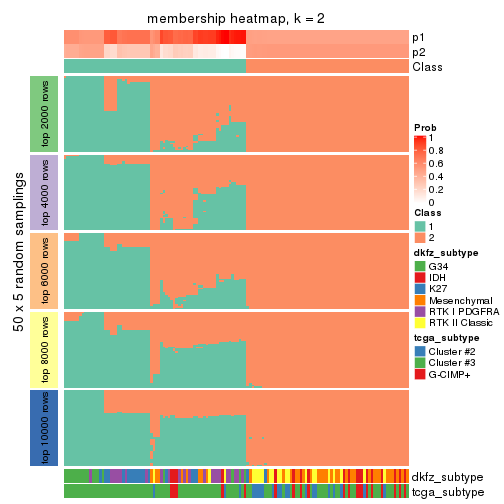 membership heatmap, k = 2
p1
p2
Class
50 x 5 random samplings
top 2000 rows
top 4000 rows
top 6000 rows
top 8000 rows
top 10000 rows
dkfz_subtype
tcga_subtype
Prob
1
0.8
0.6
0.4
0.2
0
Class
1
2
dkfz_subtype
G34
IDH
K27
Mesenchymal
RTK I PDGFRA
RTK II Classic
tcga_subtype
Cluster #2
Cluster #3
G-CIMP+